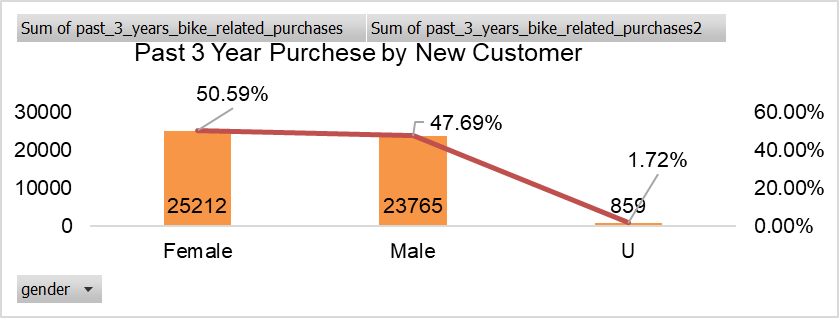 Sum of past_3_years_bike_related_purchases Sum of past_3_years_bike_related_purchases2
Past 3 Year Purchese by New Customer
50.59%
47.69%
1.72%
30000
20000
10000
0
60.00%
40.00%
20.00%
0.00%
25212 23765 859
Female Male U
gender